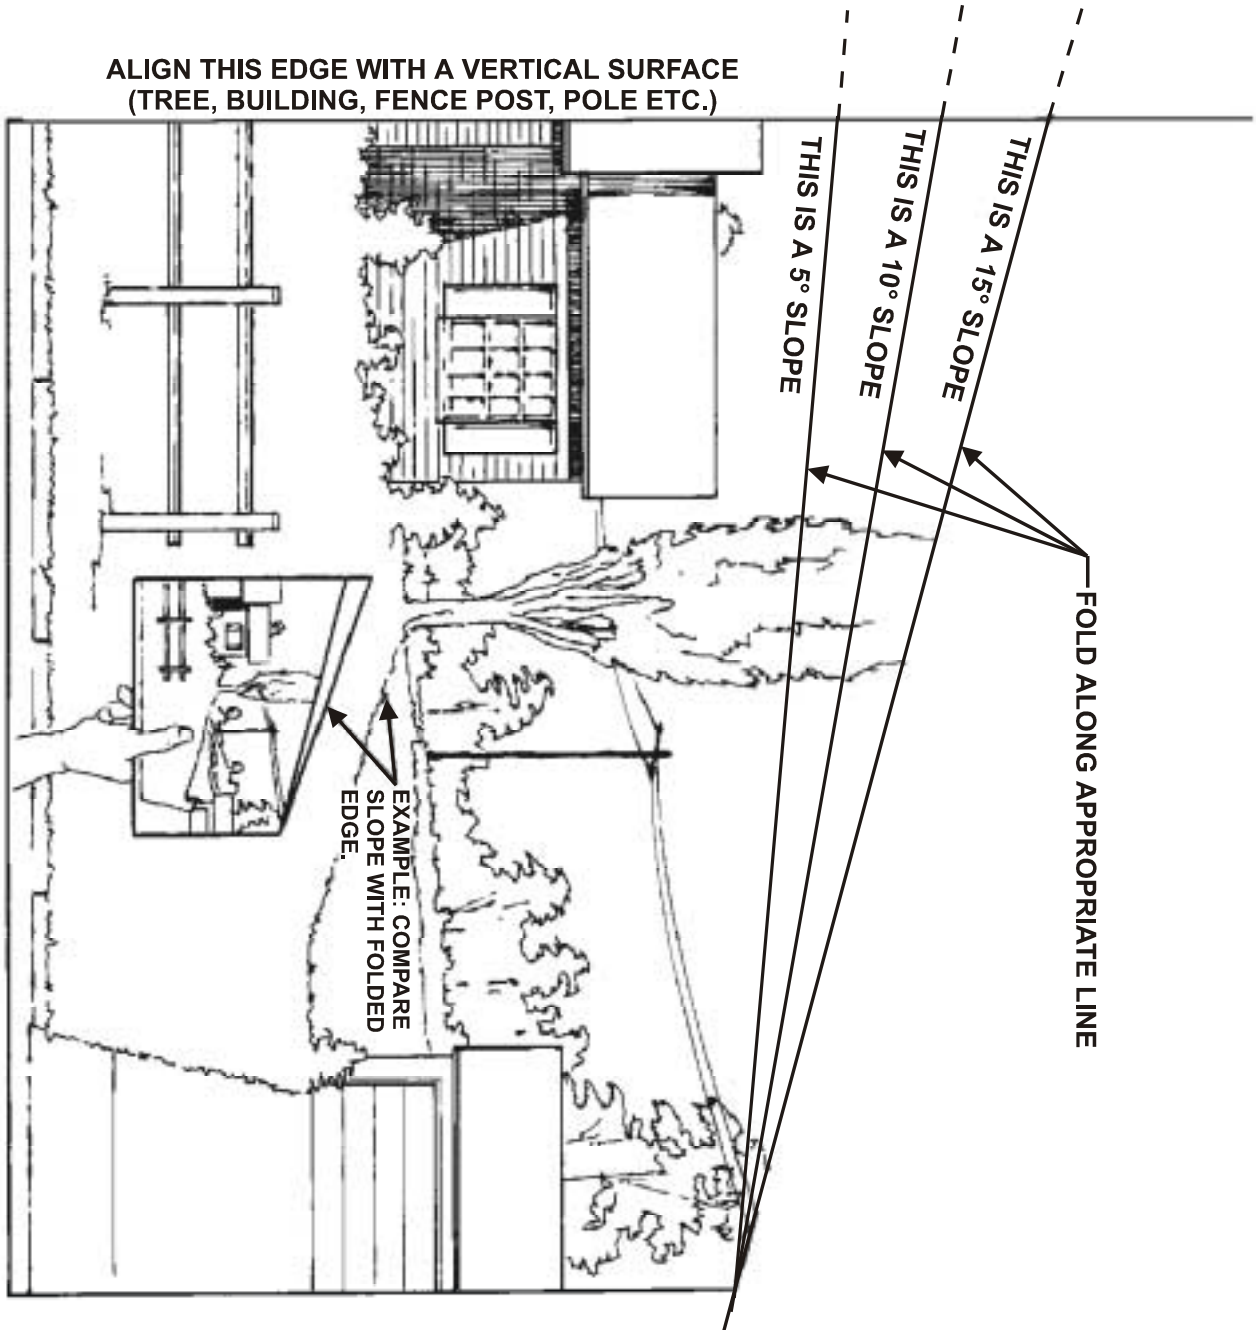 ALIGN THIS EDGE WITH A VERTICAL SURFACE
(TREE, BUILDING, FENCE POST, POLE ETC.)
THIS IS A 5° SLOPE
THIS IS A 10° SLOPE
THIS IS A 15° SLOPE
FOLD ALONG APPROPRIATE LINE
EXAMPLE: COMPARE
SLOPE WITH FOLDED
EDGE.